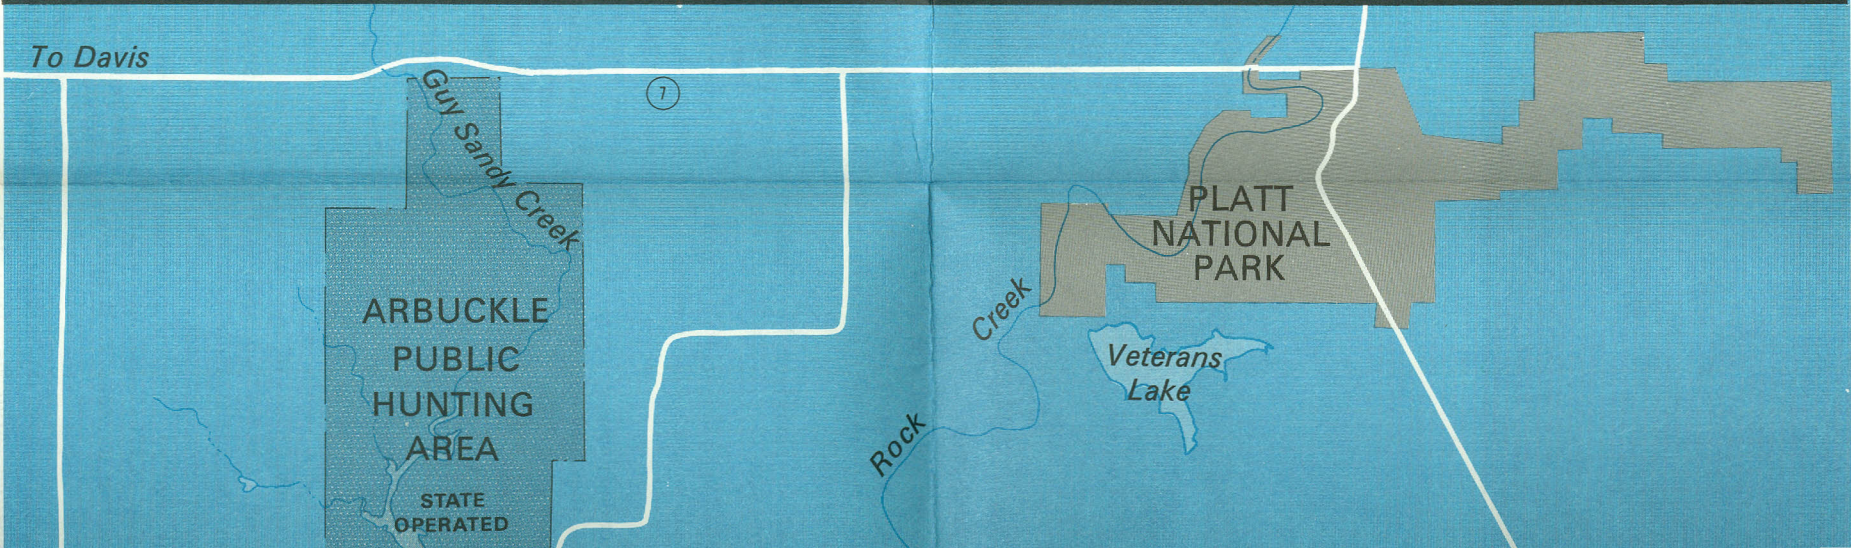 To Davis
7
Guy Sandy Creek
PLATT
NATIONAL
PARK
ARBUCKLE
PUBLIC
HUNTING
AREA
STATE
OPERATED
Rock Creek
Veterans
Lake